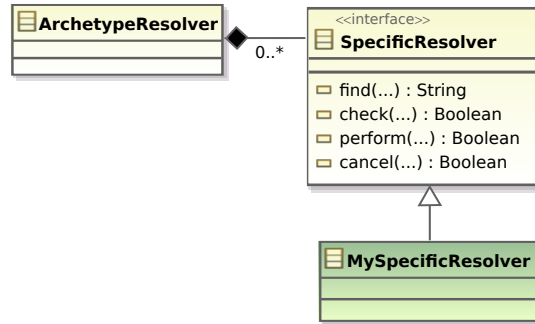 ArchetypeResolver
0..*
<<interface>>
SpecificResolver
find(...) : String
check(...) : Boolean
perform(...) : Boolean
cancel(...) : Boolean
MySpecificResolver